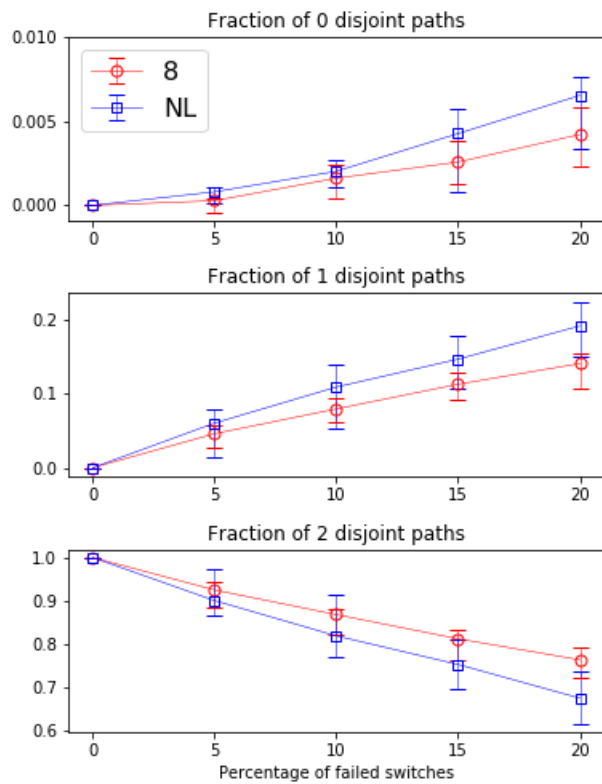 Fraction of 0 disjoint paths
0.010
0.005
0.000
8
NL
0 5 10 15 20
Fraction of 1 disjoint paths
0.2
0.1
0.0
0 5 10 15 20
Fraction of 2 disjoint paths
1.0
0.9
0.8
0.7
0.6
0 5 10 15 20
Percentage of failed switches